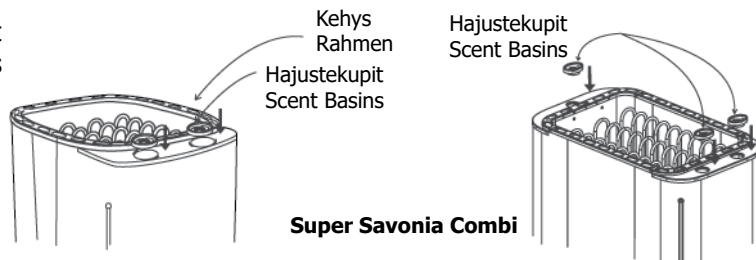 Kehys
Rahmen
Hajustekupit
Scent Basins
Hajustekupit
Scent Basins
Super Savonia Combi